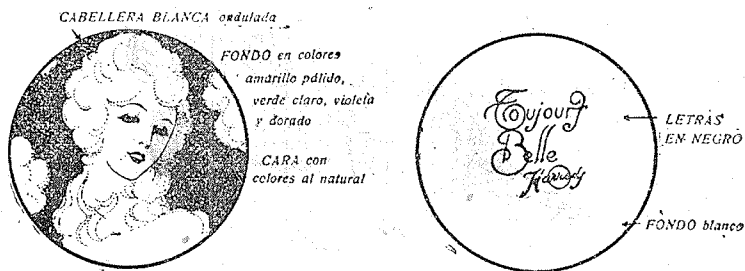 CABELLERA BLANCA ondulada
FONDO en colores
amarillo pálido,
verde claro, violeta
y dorado
CARA con
colores al natural
Toujours
Belle
Harrods
LETRAS
EN NEGRO
FONDO blanco